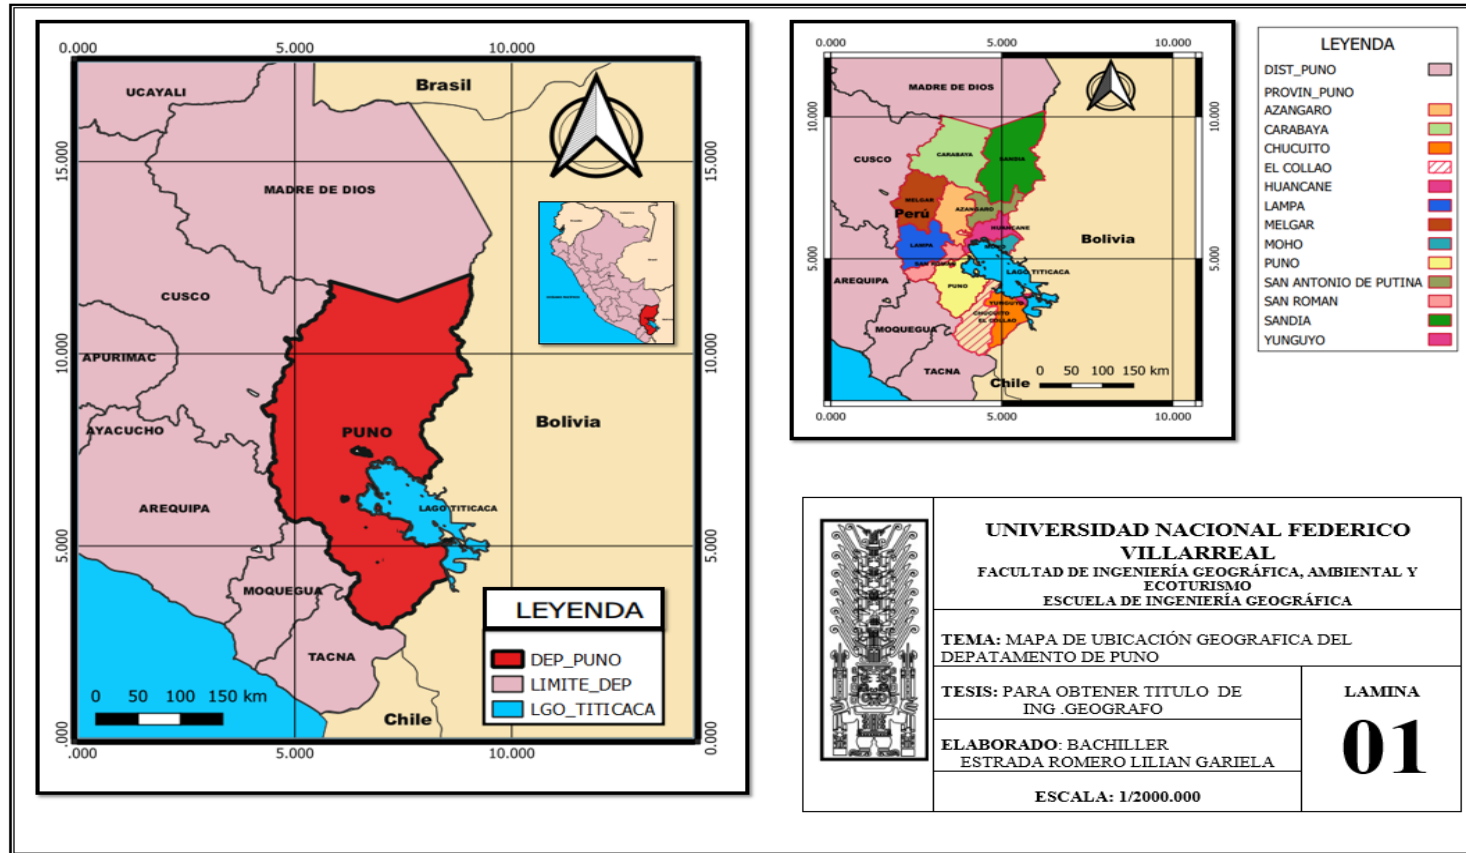 0.000 5.000 10.000
Brasil
UCAYALI
MADRE DE DIOS
15.000 15.000
CUSCO
APURIMAC
10.000 10.000
AYACUCHO
PUNO
Bolivia
AREQUIPA
LAGO TITICACA
5.000 5.000
MOQUEGUA
TACNA
Chile
LEYENDA
DEP_PUNO
LIMITE_DEP
LGO_TITICACA
0 50 100 150 km
.000 0.000
.000 5.000 10.000
0.000 5.000 10.000
MADRE DE DIOS
10.000 10.000
CUSCO
CARABAYA
SANDIA
MELGAR
AZANGARO
Perú
HUANCANE
Bolivia
LAMPA
SAN ROMAN
5.000 5.000
LAGO TITICACA
AREQUIPA
PUNO
YUNGUYO
CHUCUITO
EL COLLAO
MOQUEGUA
TACNA
Chile
0 50 100 150 km
0.000 5.000 10.000
LEYENDA
DIST_PUNO
PROVIN_PUNO
AZANGARO
CARABAYA
CHUCUITO
EL COLLAO
HUANCANE
LAMPA
MELGAR
MOHO
PUNO
SAN ANTONIO DE PUTINA
SAN ROMAN
SANDIA
YUNGUYO
UNIVERSIDAD NACIONAL FEDERICO
VILLARREAL
FACULTAD DE INGENIERÍA GEOGRÁFICA, AMBIENTAL Y
ECOTURISMO
ESCUELA DE INGENIERÍA GEOGRÁFICA
TEMA: MAPA DE UBICACIÓN GEOGRAFICA DEL
DEPATAMENTO DE PUNO
TESIS: PARA OBTENER TITULO DE
ING .GEOGRAFO
ELABORADO: BACHILLER
ESTRADA ROMERO LILIAN GARIELA
ESCALA: 1/2000.000
LAMINA
01